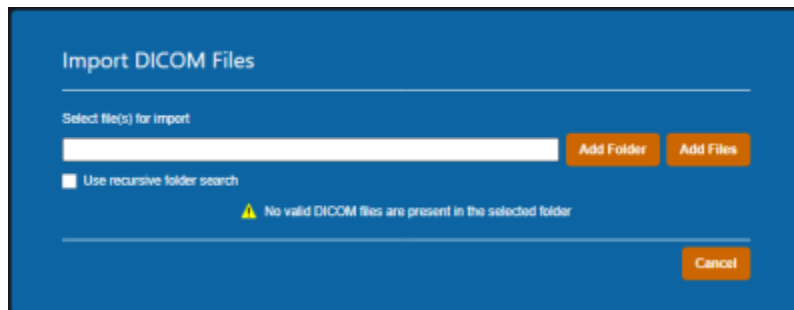 Import DICOM Files
Select file(s) for import
Add Folder Add Files
Use recursive folder search
No valid DICOM files are present in the selected folder
Cancel